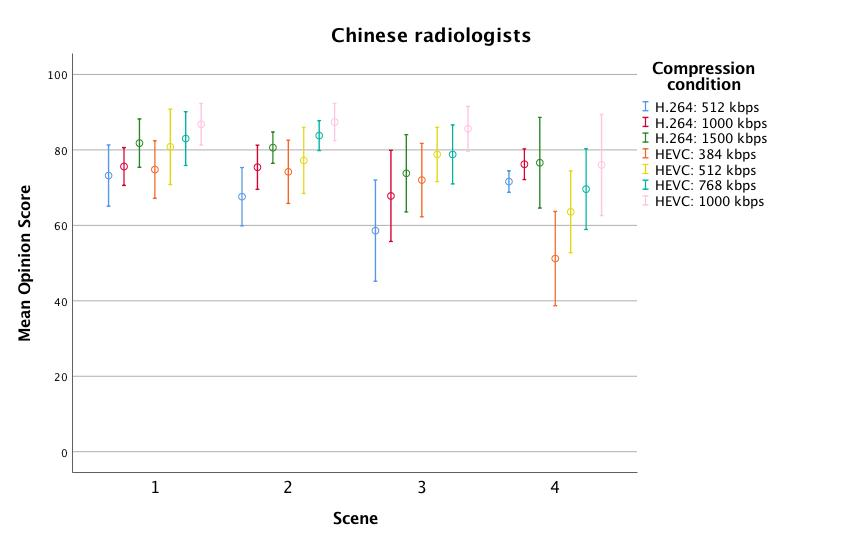 Chinese radiologists
Compression
condition
H.264: 512 kbps
H.264: 1000 kbps
H.264: 1500 kbps
HEVC: 384 kbps
HEVC: 512 kbps
HEVC: 768 kbps
HEVC: 1000 kbps
Mean Opinion Score
100
80
60
40
20
0
1 2 3 4
Scene